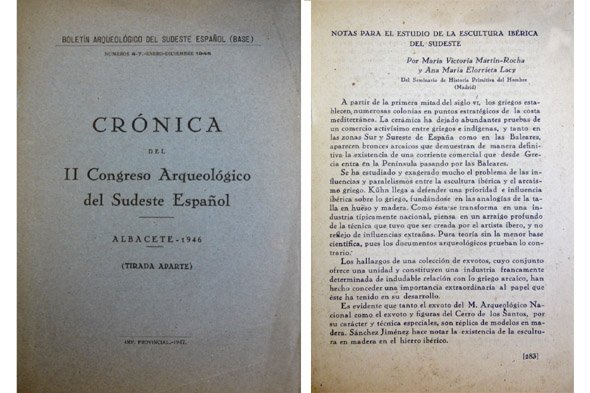 BOLETÍN ARQUEOLÓGICO DEL SUDESTE ESPAÑOL (BASE)
NÚMEROS 4-7.-ENERO-DICIEMBRE 1946
CRÓNICA
DEL
II Congreso Arqueológico
del Sudeste Español
ALBACETE - 1946
(TIRADA APARTE)
IMP. PROVINCIAL.-1947.
NOTAS PARA EL ESTUDIO DE LA ESCULTURA IBÉRICA
DEL SUDESTE
Por María Victoria Martín-Rocha
y Ana María Elorrieta Lacy
Del Seminario de Historia Primitiva del Hombre
(Madrid)
A partir de la primera mitad del siglo VI, los griegos esta-
blecen numerosas colonias en puntos estratégicos de la costa
mediterránea. La cerámica ha dejado abundantes pruebas de
un comercio activísimo entre griegos e indígenas, y tanto en
las zonas Sur y Sureste de España como en las Baleares,
aparecen bronces arcaicos que demuestran de manera defini-
tiva la existencia de una corriente comercial que desde Gre-
cia entra en la Península pasando por las Baleares.
Se ha estudiado y exagerado mucho el problema de las in-
fluencias y paralelismos entre la escultura ibérica y el arcaís-
mo griego. Kühn llega a defender una prioridad e influencia
ibérica sobre lo griego, fundándose en las analogías de la ta-
lla en hueso y madera. Como ésta se transforma en una
industria típicamente nacional, piensa en un arraigo profundo
de la técnica que tuvo que ser creada por el artista íbero, y no
reflejo de influencias extrañas. Pura teoría sin la menor base
científica, pues los documentos arqueológicos prueban lo con-
trario.
Los hallazgos de una colección de exvotos, cuyo conjunto
ofrece una unidad y constituyen una industria francamente
determinada de indudable relación con lo griego arcaico, han
hecho conceder una importancia extraordinaria al papel que
éste ha tenido en su desarrollo.
Es evidente que tanto el exvoto del M. Arqueológico Na-
cional como el exvoto y figuras del Cerro de los Santos, por
su carácter y técnica especiales, son réplica de modelos en ma-
dera. Sánchez Jiménez hace notar la existencia de la escultu-
ra en madera en el hierro ibérico.
[283]